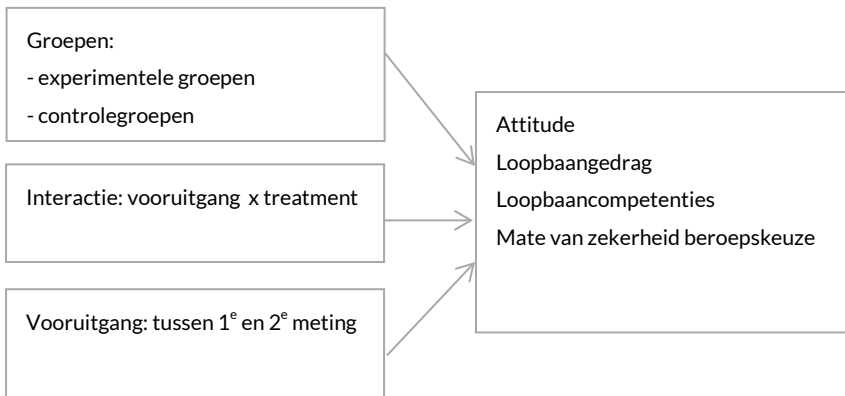 Groepen:
- experimentele groepen
- controlegroepen
Interactie: vooruitgang x treatment
Vooruitgang: tussen 1e en 2e meting
Attitude
Loopbaangedrag
Loopbaancompetenties
Mate van zekerheid beroepskeuze